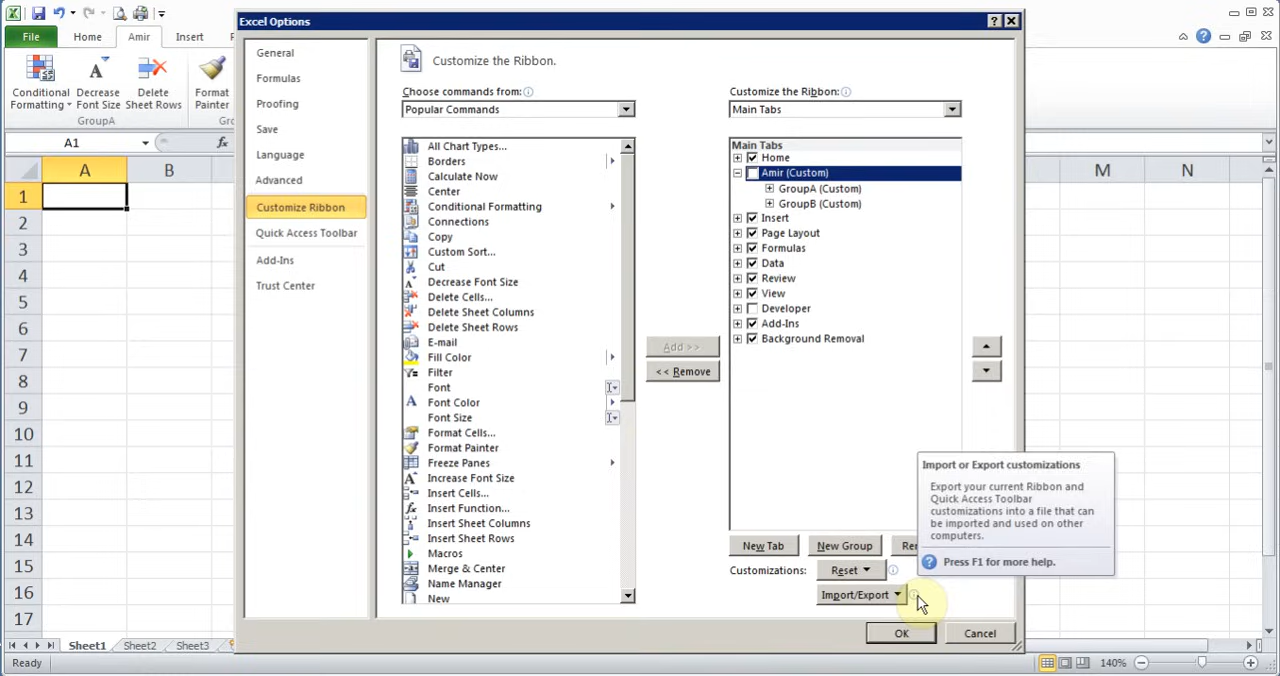 Excel Options
File Home Amir Insert
Conditional Formatting
Decrease Font Size
Delete Sheet Rows
Format Painter
GroupA
A1
fx
A B M N
1
2
3
4
5
6
7
8
9
10
11
12
13
14
15
16
17
General
Formulas
Proofing
Save
Language
Advanced
Customize Ribbon
Quick Access Toolbar
Add-Ins
Trust Center
Customize the Ribbon.
Choose commands from:
Popular Commands
All Chart Types...
Borders
Calculate Now
Center
Conditional Formatting
Connections
Copy
Custom Sort...
Cut
Decrease Font Size
Delete Cells...
Delete Sheet Columns
Delete Sheet Rows
E-mail
Fill Color
Filter
Font
Font Color
Font Size
Format Cells...
Format Painter
Freeze Panes
Increase Font Size
Insert Cells...
Insert Function...
Insert Sheet Columns
Insert Sheet Rows
Macros
Merge & Center
Name Manager
New
Add >>
<< Remove
Customize the Ribbon:
Main Tabs
Main Tabs
Home
Amir (Custom)
GroupA (Custom)
GroupB (Custom)
Insert
Page Layout
Formulas
Data
Review
View
Developer
Add-Ins
Background Removal
Import or Export customizations
Export your current Ribbon and
Quick Access Toolbar
customizations into a file that can
be imported and used on other
computers.
Press F1 for more help.
New Tab New Group
Customizations: Reset
Import/Export
OK Cancel
Sheet1 Sheet2 Sheet3
Ready 140%